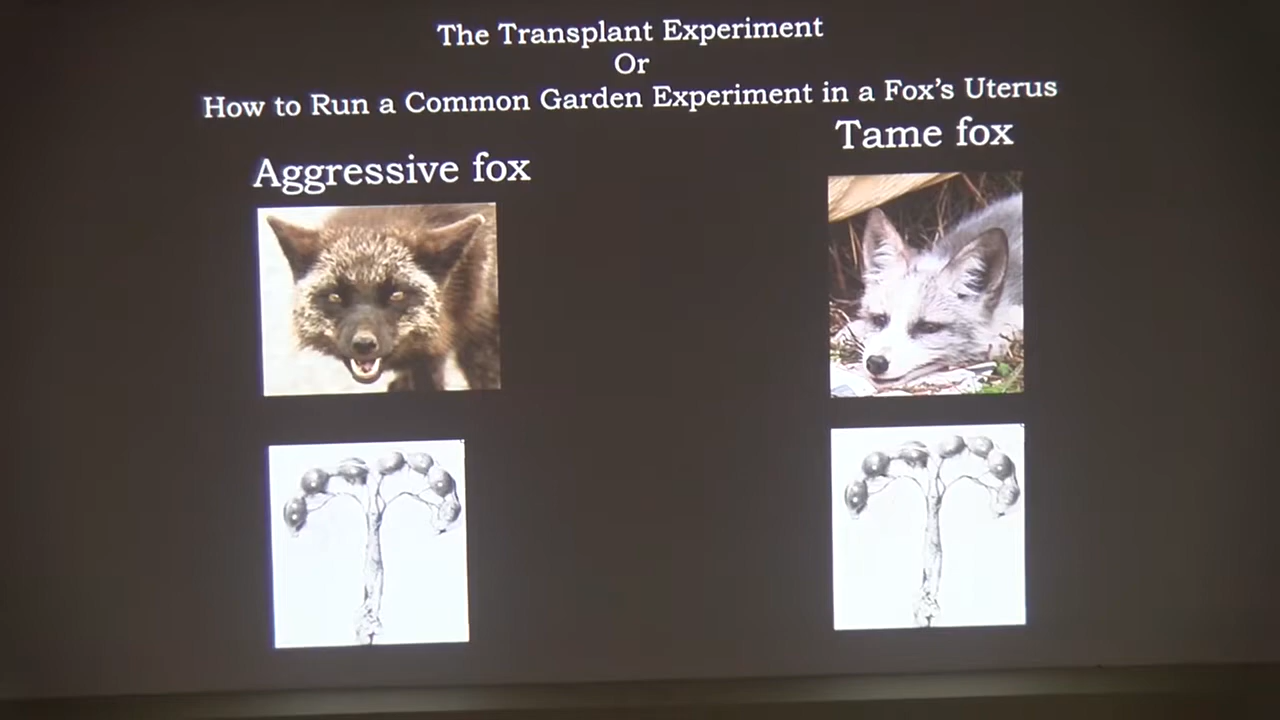 The Transplant Experiment
Or
How to Run a Common Garden Experiment in a Fox's Uterus
Aggressive fox
Tame fox